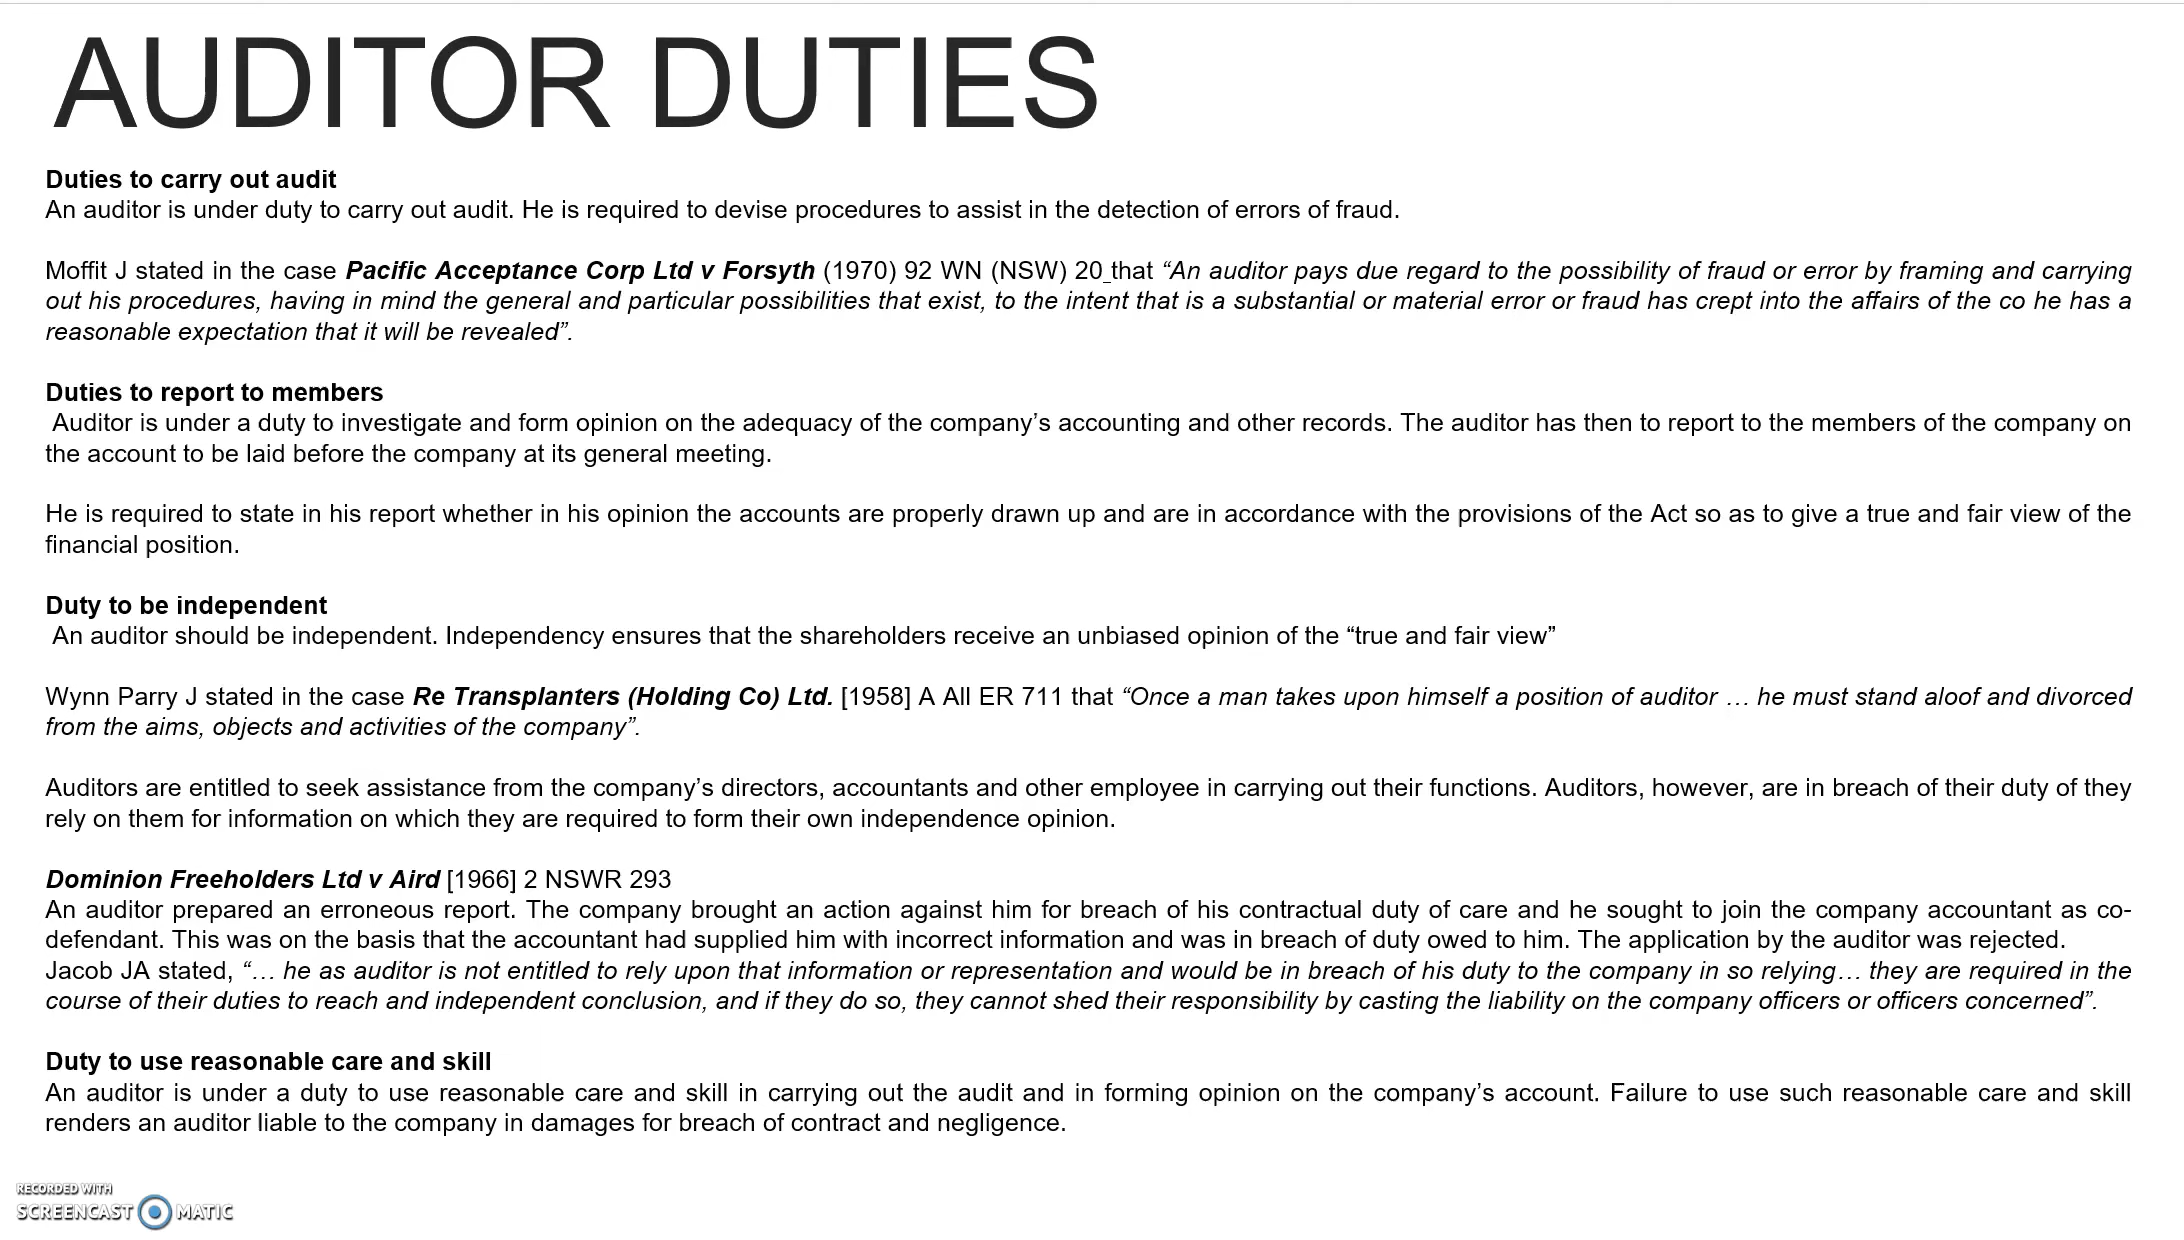 AUDITOR DUTIES
Duties to carry out audit
An auditor is under duty to carry out audit. He is required to devise procedures to assist in the detection of errors of fraud.
Moffit J stated in the case Pacific Acceptance Corp Ltd v Forsyth (1970) 92 WN (NSW) 20 that “An auditor pays due regard to the possibility of fraud or error by framing and carrying
out his procedures, having in mind the general and particular possibilities that exist, to the intent that is a substantial or material error or fraud has crept into the affairs of the co he has a
reasonable expectation that it will be revealed”.
Duties to report to members
Auditor is under a duty to investigate and form opinion on the adequacy of the company’s accounting and other records. The auditor has then to report to the members of the company on
the account to be laid before the company at its general meeting.
He is required to state in his report whether in his opinion the accounts are properly drawn up and are in accordance with the provisions of the Act so as to give a true and fair view of the
financial position.
Duty to be independent
An auditor should be independent. Independency ensures that the shareholders receive an unbiased opinion of the “true and fair view”
Wynn Parry J stated in the case Re Transplanters (Holding Co) Ltd. [1958] A All ER 711 that “Once a man takes upon himself a position of auditor … he must stand aloof and divorced
from the aims, objects and activities of the company”.
Auditors are entitled to seek assistance from the company’s directors, accountants and other employee in carrying out their functions. Auditors, however, are in breach of their duty of they
rely on them for information on which they are required to form their own independence opinion.
Dominion Freeholders Ltd v Aird [1966] 2 NSWR 293
An auditor prepared an erroneous report. The company brought an action against him for breach of his contractual duty of care and he sought to join the company accountant as co-
defendant. This was on the basis that the accountant had supplied him with incorrect information and was in breach of duty owed to him. The application by the auditor was rejected.
Jacob JA stated, “… he as auditor is not entitled to rely upon that information or representation and would be in breach of his duty to the company in so relying… they are required in the
course of their duties to reach and independent conclusion, and if they do so, they cannot shed their responsibility by casting the liability on the company officers or officers concerned”.
Duty to use reasonable care and skill
An auditor is under a duty to use reasonable care and skill in carrying out the audit and in forming opinion on the company’s account. Failure to use such reasonable care and skill
renders an auditor liable to the company in damages for breach of contract and negligence.
RECORDED WITH
SCREENCAST MATIC